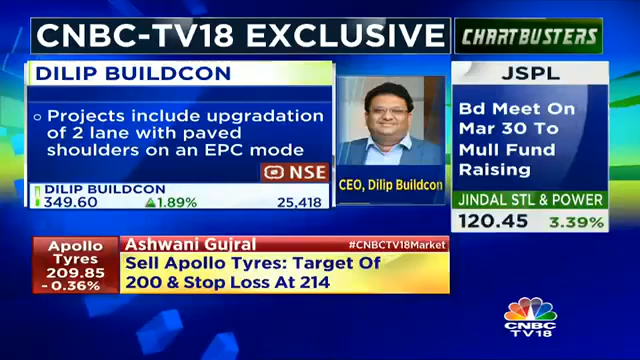 CNBC-TV18 EXCLUSIVE
CHARTBUSTERS
DILIP BUILDCON
Projects include upgradation
of 2 lane with paved
shoulders on an EPC mode
NSE
DILIP BUILDCON
349.60 ▲1.89% 25,418
CEO, Dilip Buildcon
JSPL
Bd Meet On
Mar 30 To
Mull Fund
Raising
JINDAL STL & POWER
120.45 3.39%
Apollo
Tyres
209.85
-0.36%
Ashwani Gujral
#CNBCTV18Market
Sell Apollo Tyres: Target Of
200 & Stop Loss At 214
CNBC
TV18